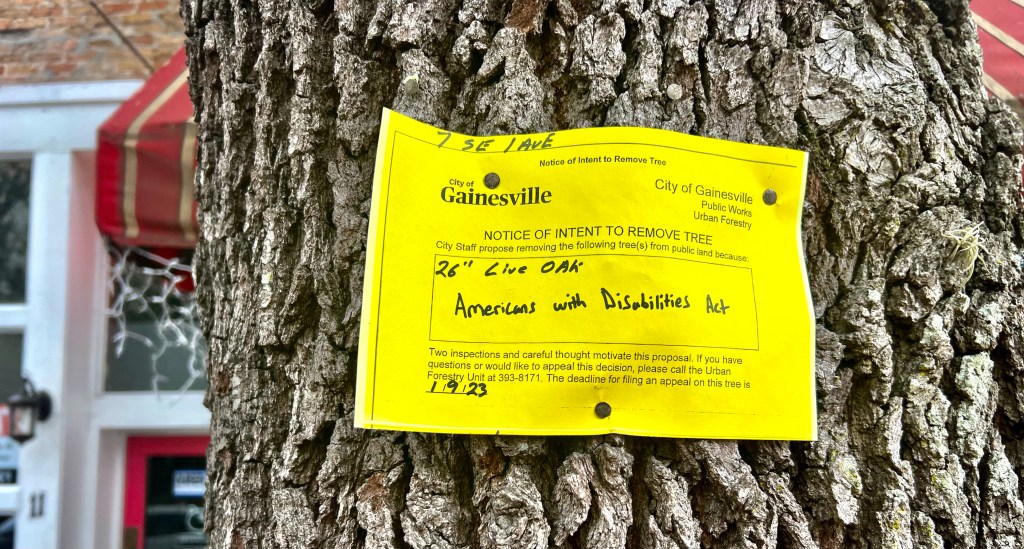 7 SE 1 AVE
Notice of Intent to Remove Tree
City of
Gainesville
City of Gainesville
Public Works
Urban Forestry
NOTICE OF INTENT TO REMOVE TREE
City Staff propose removing the following tree(s) from public land because:
26" Live OAK
Americans with Disabilities Act
Two inspections and careful thought motivate this proposal. If you have
questions or would like to appeal this decision, please call the Urban
Forestry Unit at 393-8171. The deadline for filing an appeal on this tree is
1/9/23
11